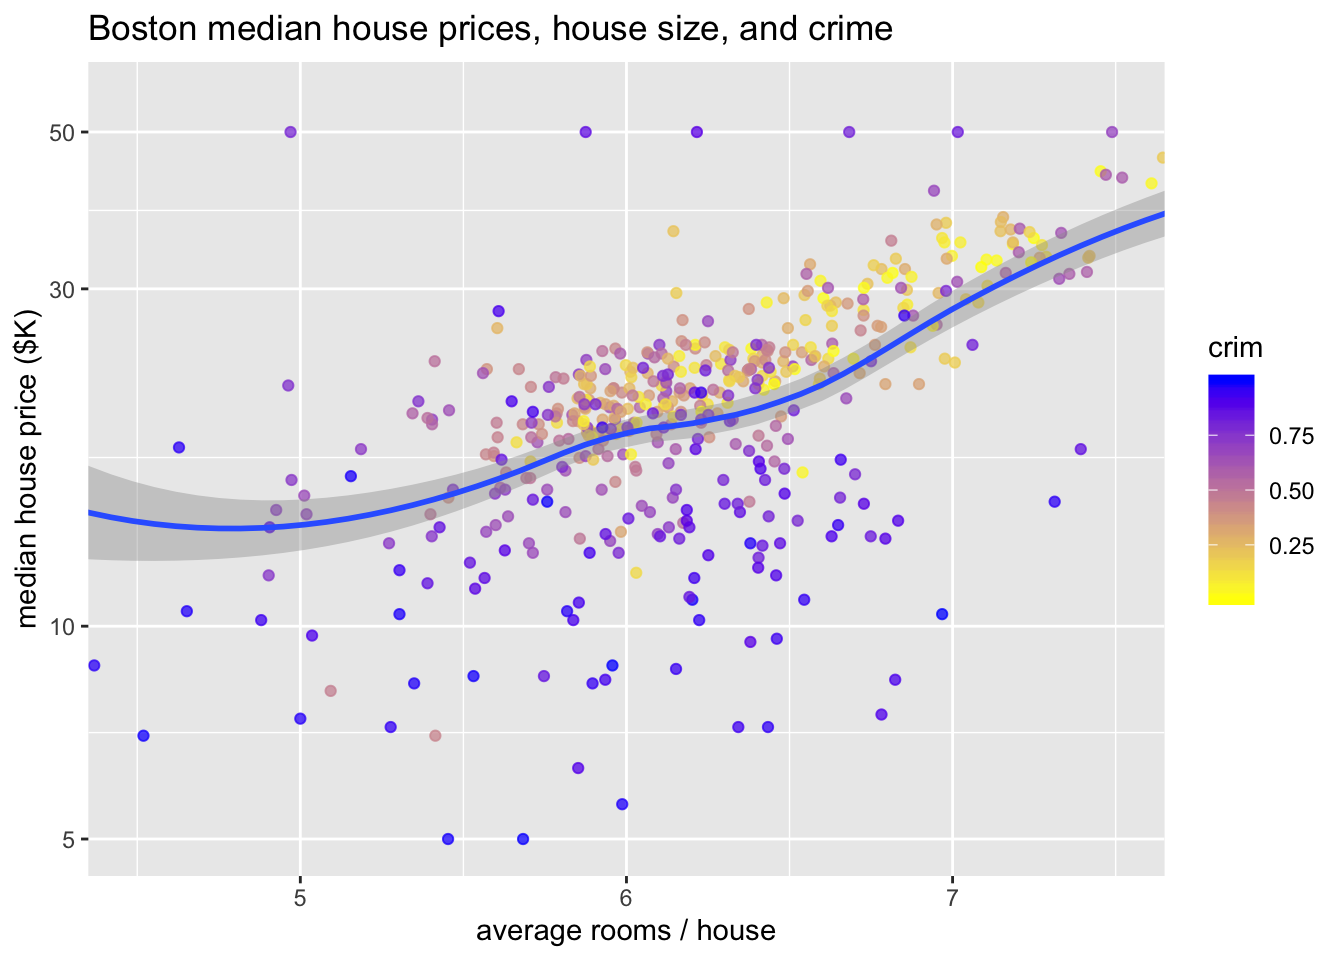 Boston median house prices, house size, and crime
median house price ($K)
50
30
10
5
5
6
7
average rooms / house
crim
0.75
0.50
0.25